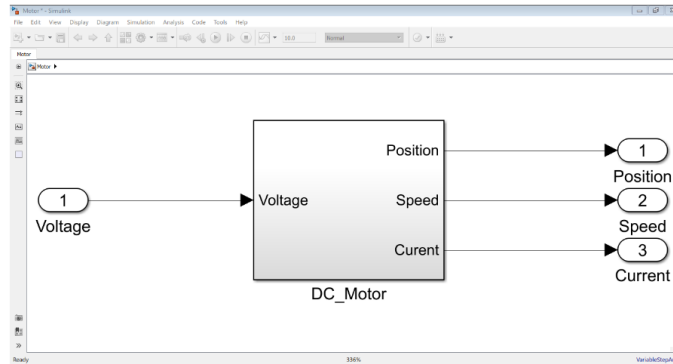 Motor * - Simulink
File Edit View Display Diagram Simulation Analysis Code Tools Help
10.0 Normal
Motor
Motor
1
Voltage
Voltage
Position
Speed
Curent
DC_Motor
1
Position
2
Speed
3
Current
Ready 336% VariableStepA